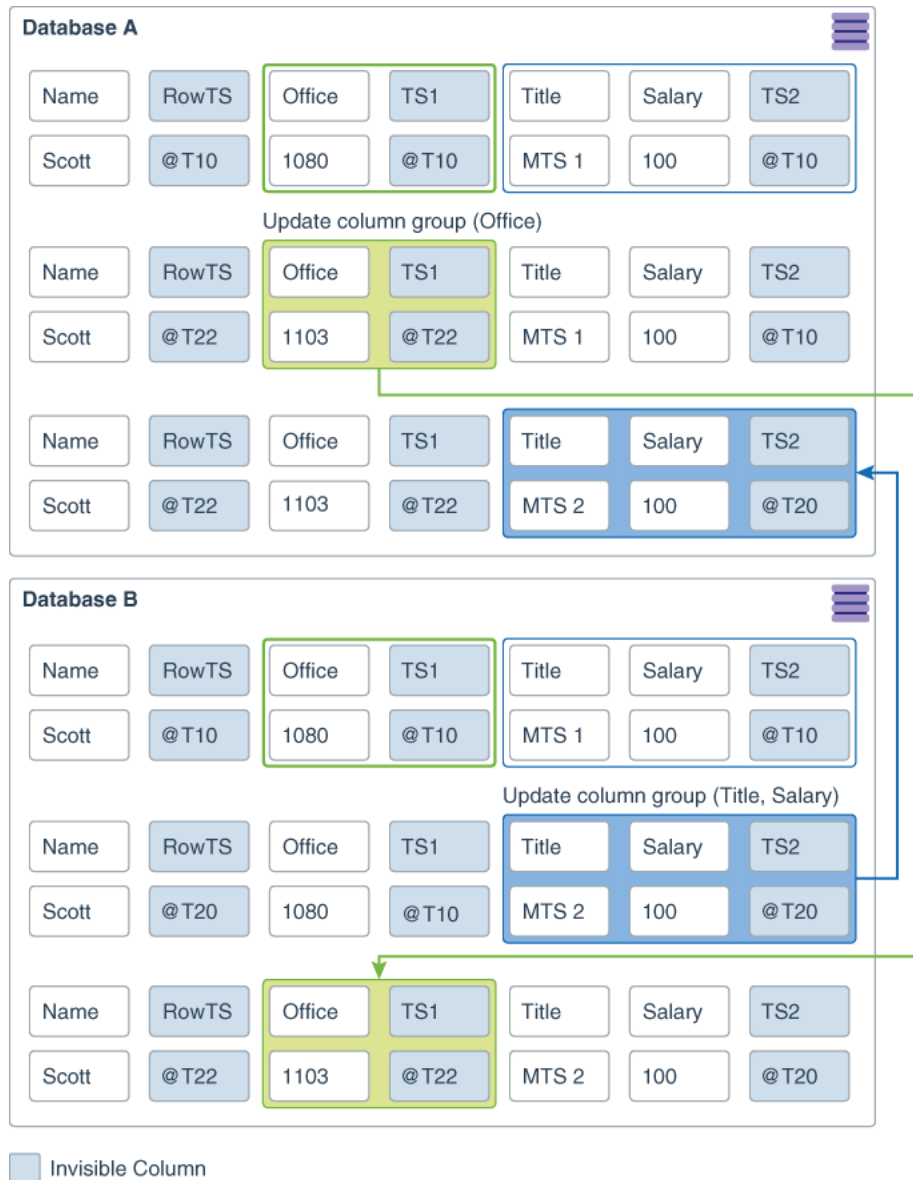 Database A
Name RowTS Office TS1 Title Salary TS2
Scott @T10 1080 @T10 MTS 1 100 @T10
Update column group (Office)
Name RowTS Office TS1 Title Salary TS2
Scott @T22 1103 @T22 MTS 1 100 @T10
Name RowTS Office TS1 Title Salary TS2
Scott @T22 1103 @T22 MTS 2 100 @T20
Database B
Name RowTS Office TS1 Title Salary TS2
Scott @T10 1080 @T10 MTS 1 100 @T10
Update column group (Title, Salary)
Name RowTS Office TS1 Title Salary TS2
Scott @T20 1080 @T10 MTS 2 100 @T20
Name RowTS Office TS1 Title Salary TS2
Scott @T22 1103 @T22 MTS 2 100 @T20
Invisible Column